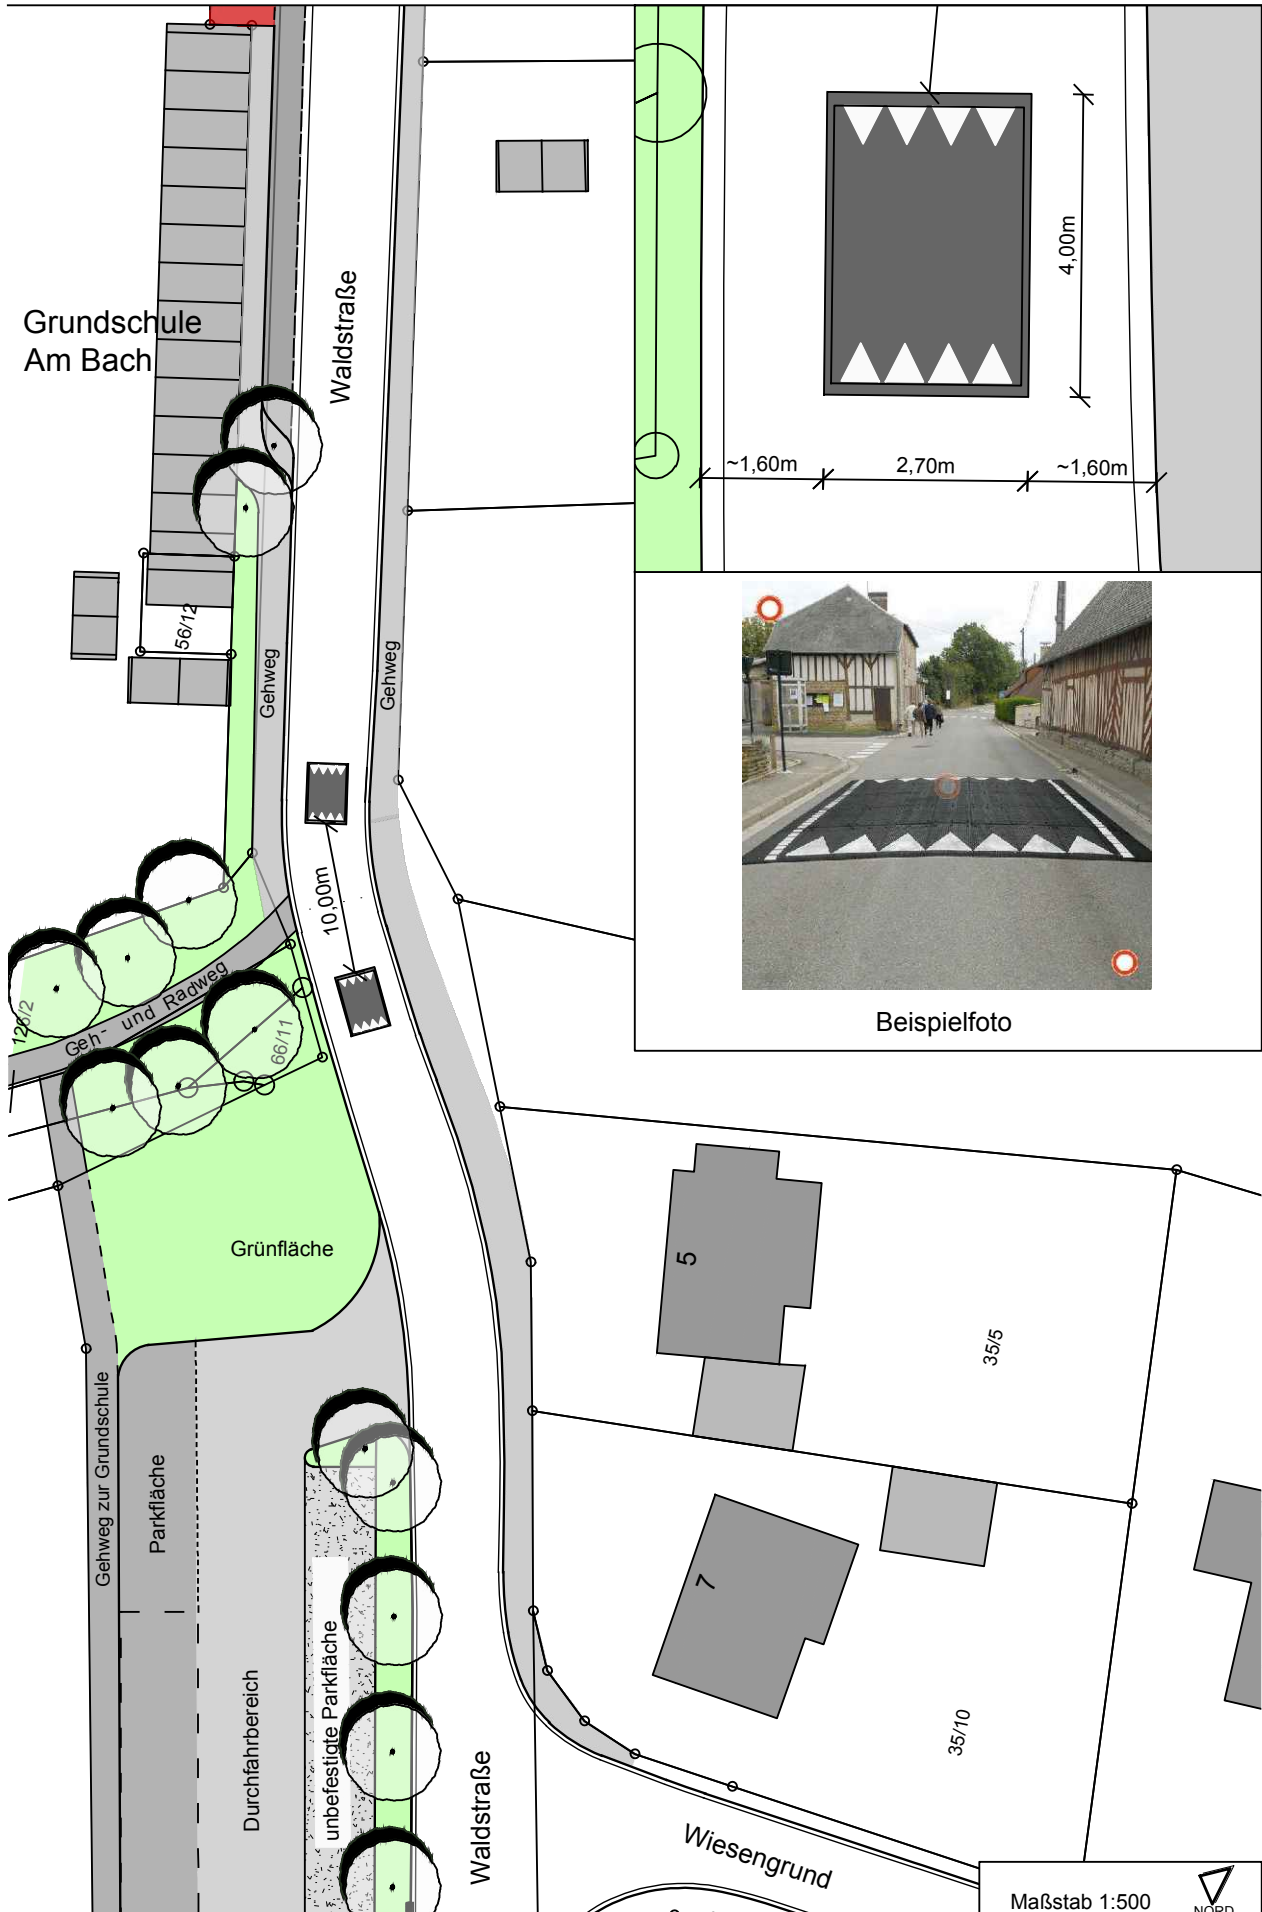 Grundschule
Am Bach
Waldstraße
4,00m
~1,60m
2,70m
~1,60m
56/12
Gehweg
Gehweg
10,00m
Beispielfoto
126/2
Geh- und Radweg
66/11
Grünfläche
5
35/5
Gehweg zur Grundschule
Parkfläche
Durchfahrbereich
unbefestigte Parkfläche
7
35/10
Waldstraße
Wiesengrund
Maßstab 1:500
NORD